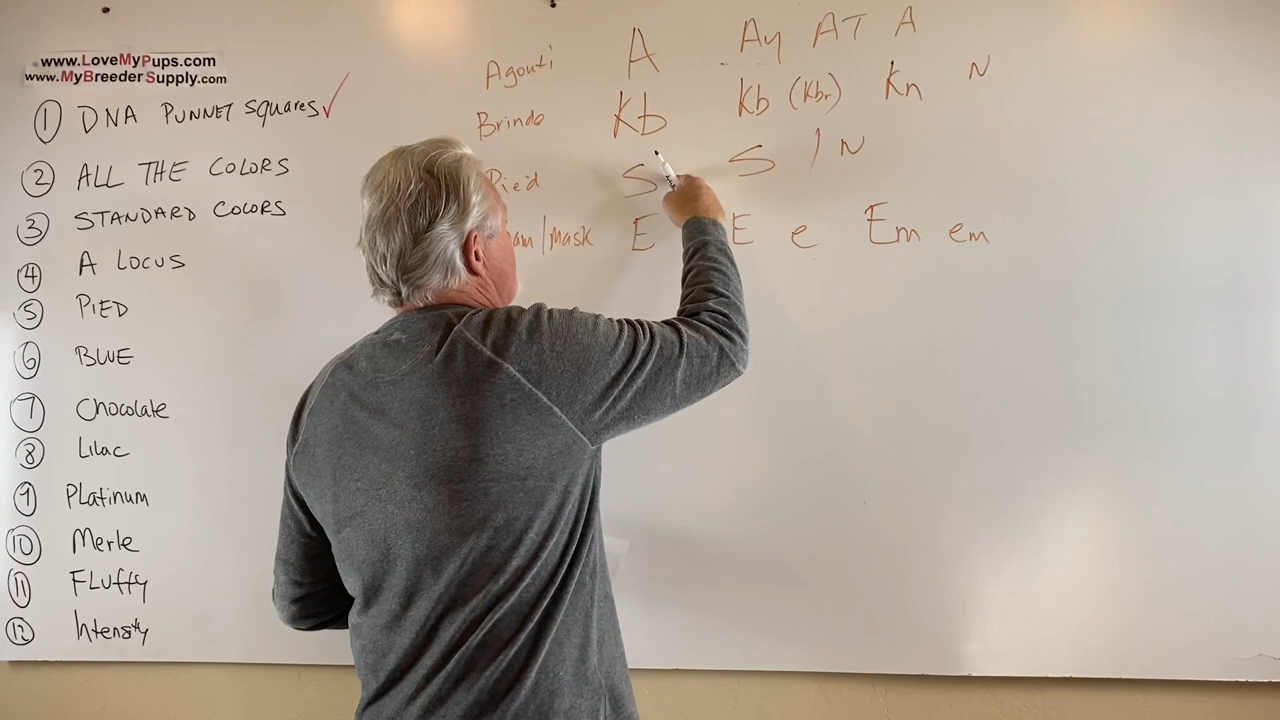 www.LoveMyPups.com
www.MyBreederSupply.com
1 DNA PUNNET Squares ✓
2 ALL THE COLORS
3 STANDARD COLORS
4 A LOCUS
5 PIED
6 BLUE
7 Chocolate
8 Lilac
9 Platinum
10 Merle
11 FLuffy
12 Intensity
Agouti A Ay AT A
Brindle Kb Kb (Kbr) Kn N
Pied S S / N
/Mask E E e Em em